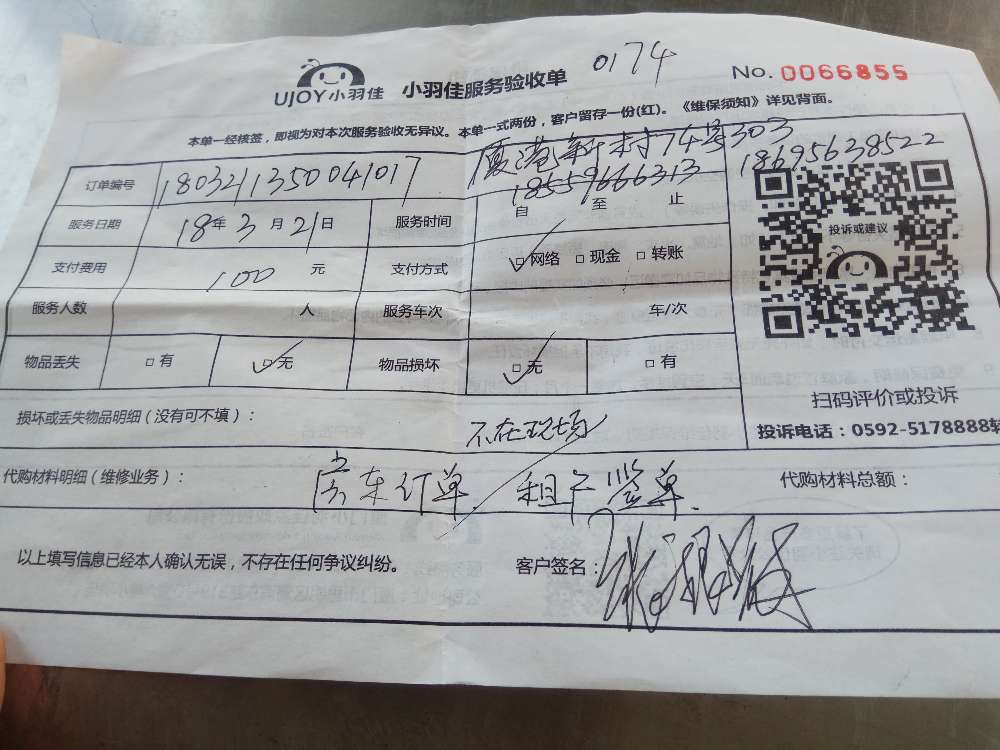 UJOY小羽佳 小羽佳服务验收单 0174 No. 0066855
本单一经核签，即视为对本次服务验收无异议。本单一式两份，客户留存一份(红)。《维保须知》详见背面。
厦港新村74号303
订单编号 18032113500041017 18559666313 18695638522
服务日期 18年3月21日 服务时间 自 至 止
投诉或建议
支付费用 100 元 支付方式 ☑网络 □现金 □转账
服务人数 人 服务车次 车/次
物品丢失 □有 ☑无 物品损坏 ☑无 □有
扫码评价或投诉
损坏或丢失物品明细（没有可不填）： 不在现场
投诉电话：0592-5178888转
代购材料明细（维修业务）： 房东订单. 租户签单. 代购材料总额：
以上填写信息已经本人确认无误，不存在任何争议纠纷。 客户签名：